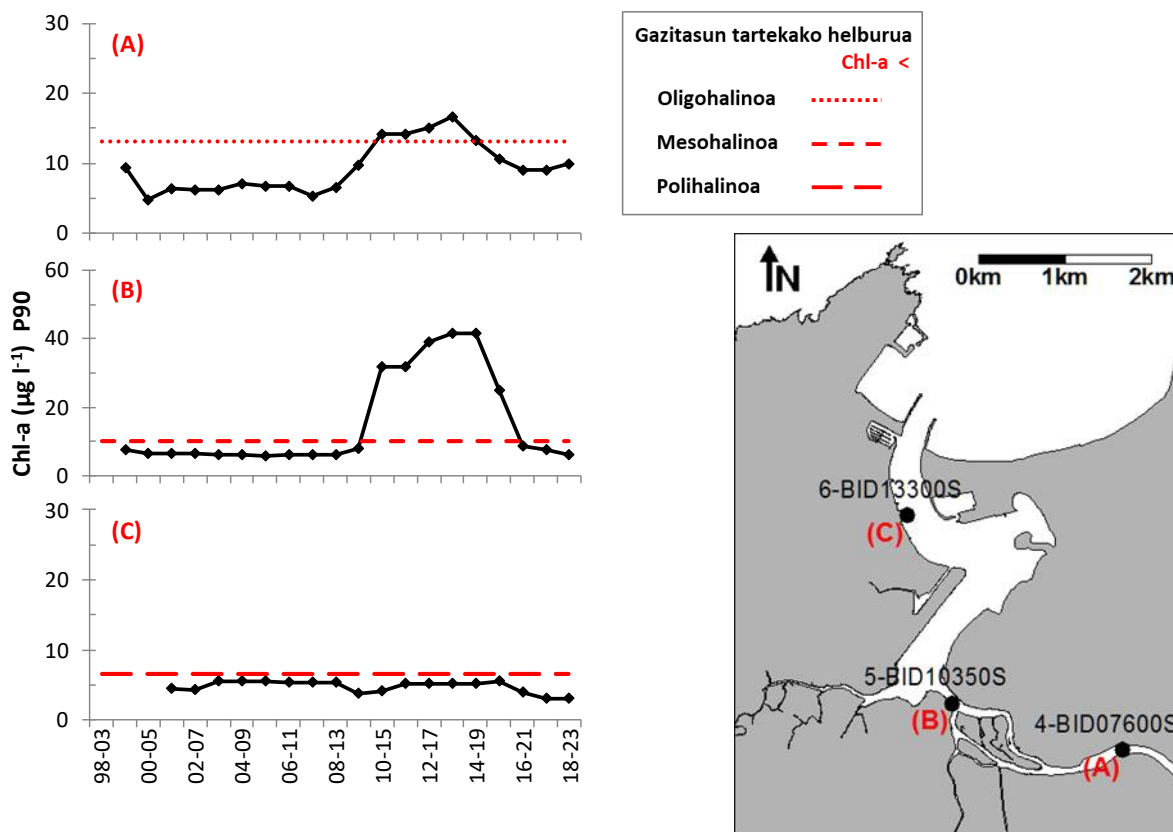 Chl-a (µg l-1) P90
30
20
10
0
(A)
60
40
20
0
(B)
30
20
10
0
(C)
98-03
00-05
02-07
04-09
06-11
08-13
10-15
12-17
14-19
16-21
18-23
Gazitasun tartekako helburua
Chl-a <
Oligohalinoa
Mesohalinoa
Polihalinoa
N
0km 1km 2km
6-BID13300S
(C)
5-BID10350S
(B)
4-BID07600S
(A)